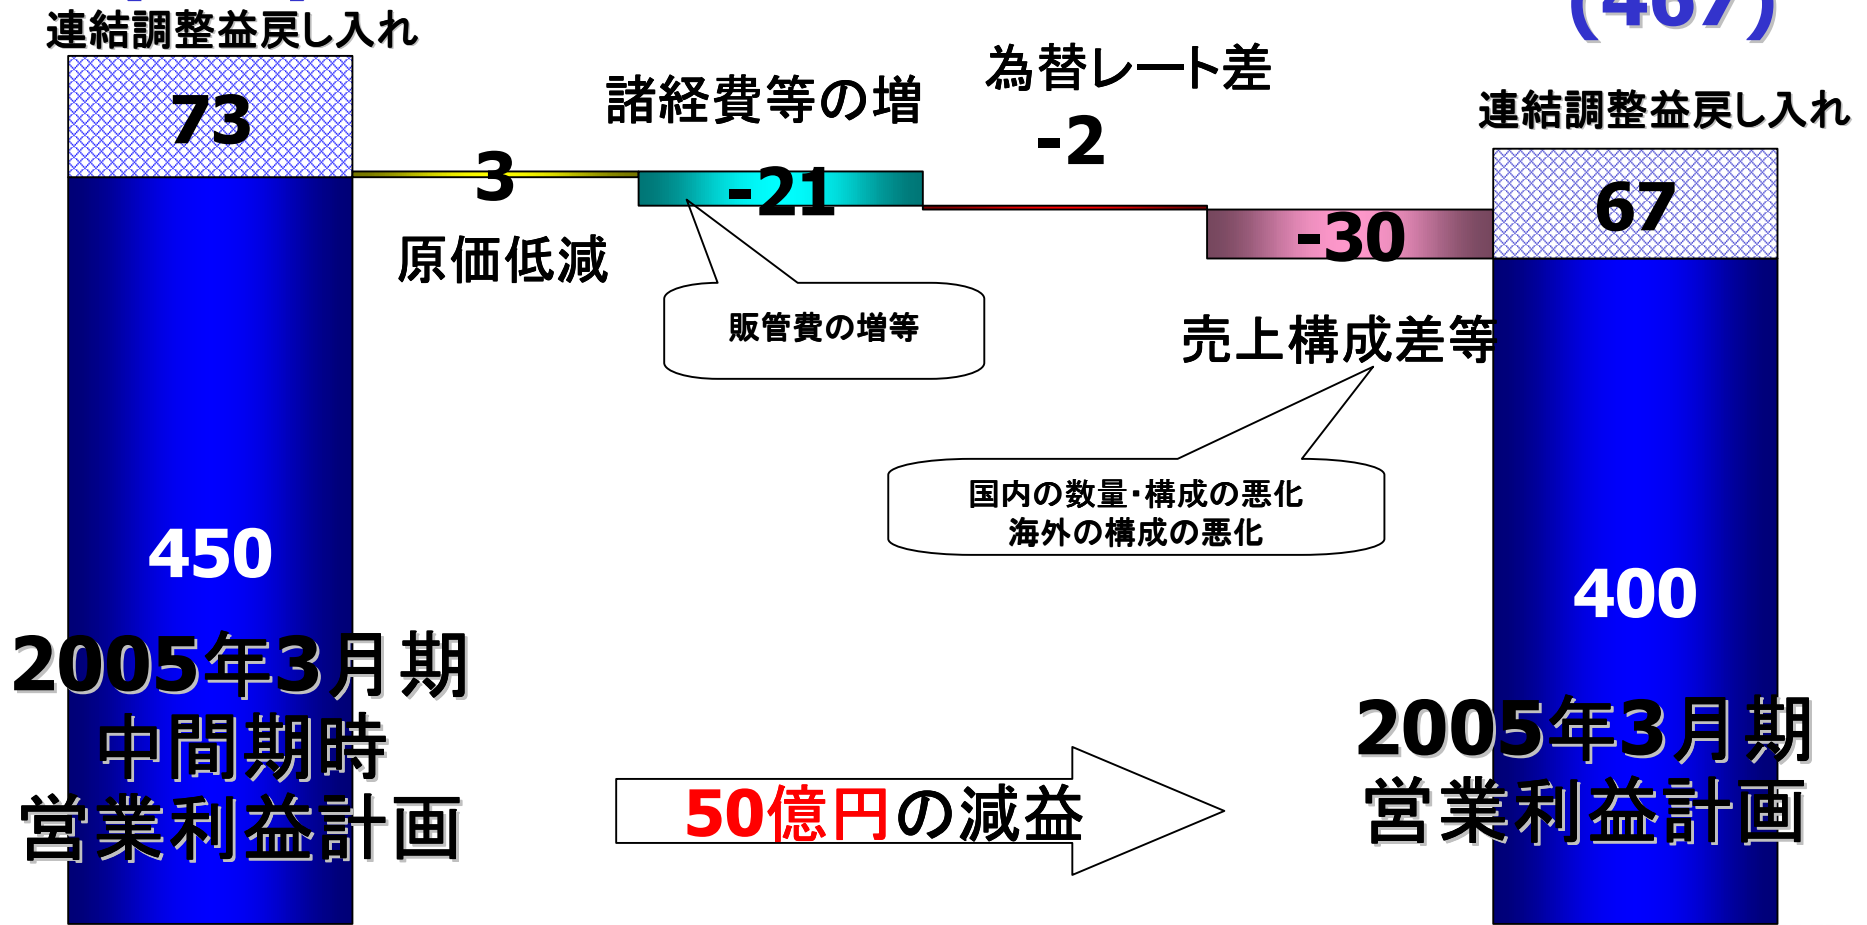 連結調整益戻し入れ
73
450
2005年3月期
中間期時
営業利益計画
3
原価低減
諸経費等の増
-21
販管費の増等
為替レート差
-2
-30
売上構成差等
国内の数量・構成の悪化
海外の構成の悪化
50億円の減益
(467)
連結調整益戻し入れ
67
400
2005年3月期
営業利益計画